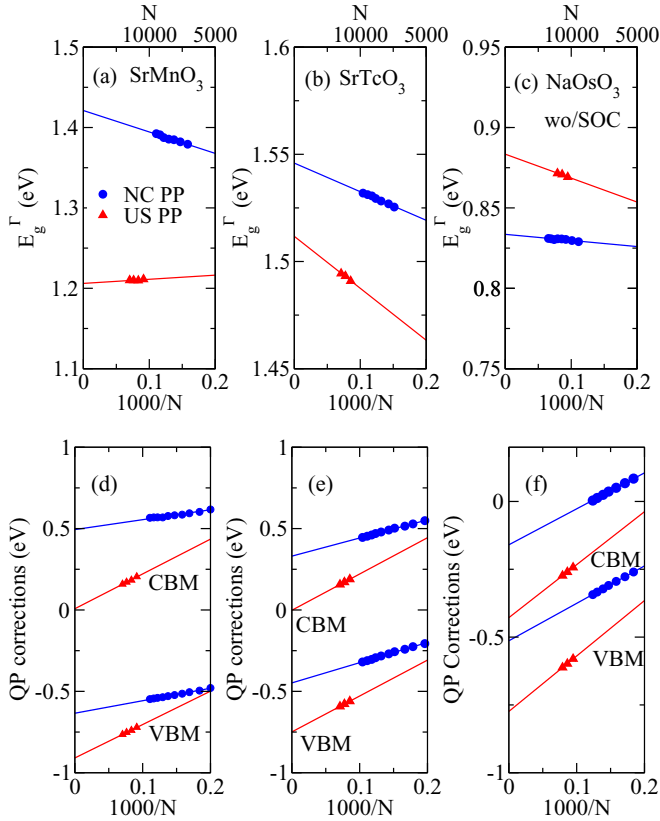 N N N
10000 5000 10000 5000 10000 5000
1.5 1.6 0.95
(a) SrMnO3 (b) SrTcO3 (c) NaOsO3
wo/SOC
1.4 1.55 0.9
0.85
NC PP
US PP
1.3
EgΓ (eV) EgΓ (eV) EgΓ (eV)
1.2 1.5 0.8
1.1 1.45 0.75
0 0.1 0.2 0 0.1 0.2 0 0.1 0.2
1000/N 1000/N 1000/N
1 1
(d) (e) (f)
0.5 0.5 0
CBM CBM CBM
0 0
QP corrections (eV) QP corrections (eV) QP Corrections (eV)
-0.5 -0.5 -0.5
VBM VBM VBM
-1 -1 -1
0 0.1 0.2 0 0.1 0.2 0 0.1 0.2
1000/N 1000/N 1000/N